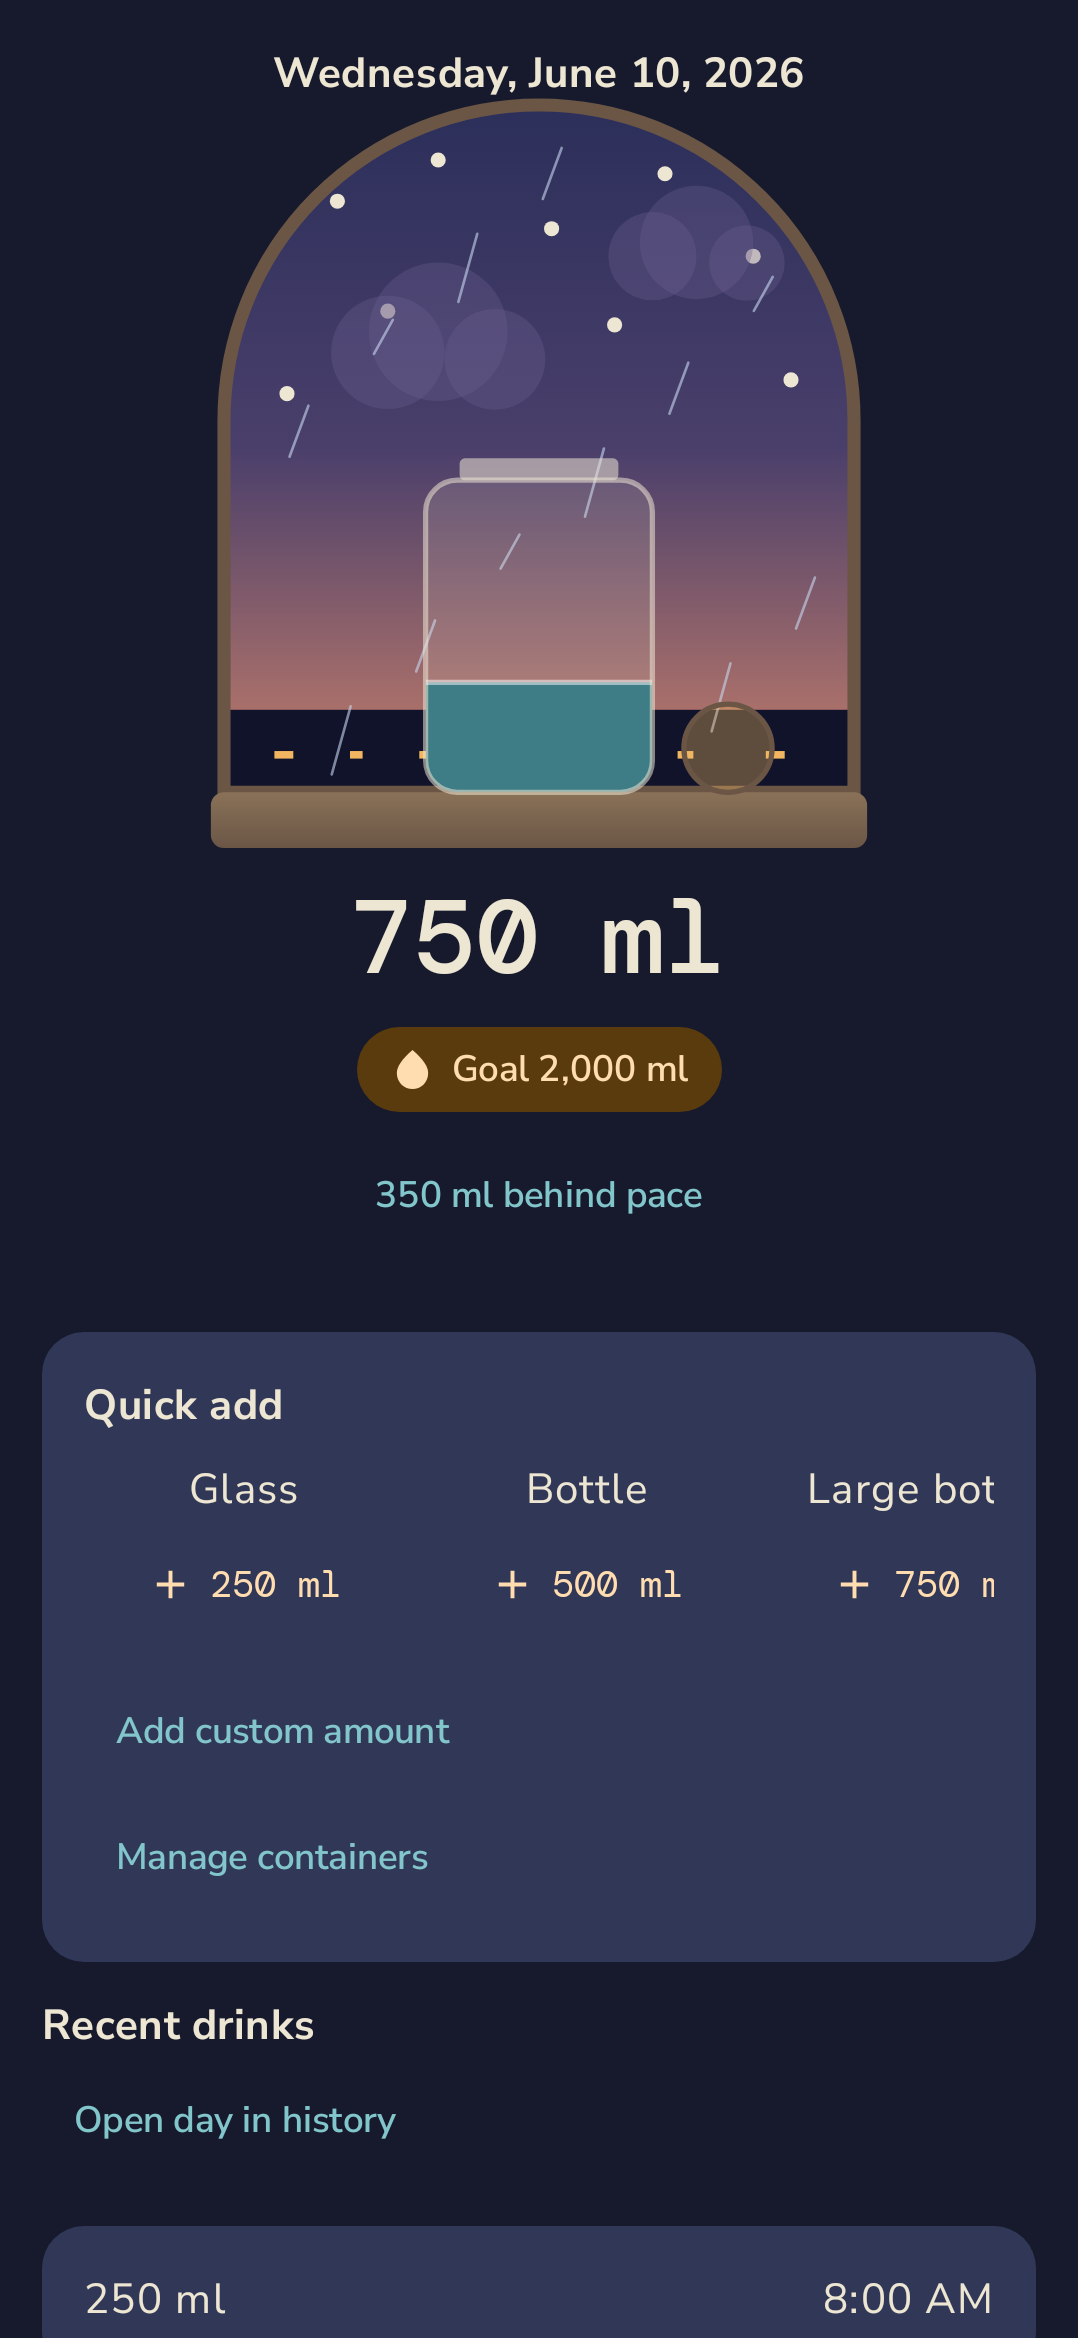 Wednesday, June 10, 2026
750 ml
Goal 2,000 ml
350 ml behind pace
Quick add
Glass Bottle Large bot
+ 250 ml + 500 ml + 750 m
Add custom amount
Manage containers
Recent drinks
Open day in history
250 ml 8:00 AM